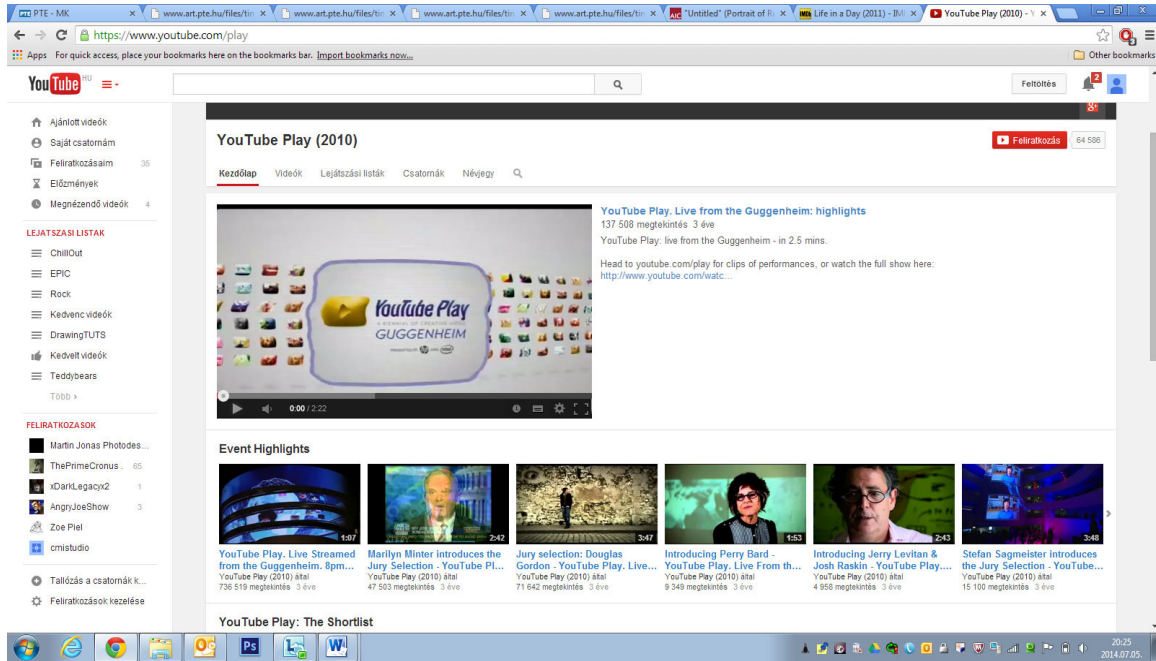 PTE - MK
www.art.pte.hu/files/tin
www.art.pte.hu/files/tin
www.art.pte.hu/files/tin
www.art.pte.hu/files/tin
"Untitled" (Portrait of R
Life in a Day (2011) - IM
YouTube Play (2010) - Y
https://www.youtube.com/play
Apps For quick access, place your bookmarks here on the bookmarks bar. Import bookmarks now...
Other bookmarks
YouTube HU
Feltöltés
2
Ajánlott videók
Saját csatornám
Feliratkozásaim 35
Előzmények
Megnézendő videók 4
LEJÁTSZÁSI LISTÁK
ChillOut
EPIC
Rock
Kedvenc videók
DrawingTUTS
Kedvelt videók
Teddybears
Több ›
FELIRATKOZÁSOK
Martin Jonas Photodes...
ThePrimeCronus . 65
xDarkLegacyx2 1
AngryJoeShow 3
Zoe Piel
cmistudio
Tallózás a csatornák k...
Feliratkozások kezelése
YouTube Play (2010)
Feliratkozás
64 586
Kezdőlap Videók Lejátszási listák Csatornák Névjegy
YouTube Play
A BIENNIAL OF CREATIVE VIDEO
GUGGENHEIM
0:00 / 2:22
YouTube Play. Live from the Guggenheim: highlights
137 508 megtekintés 3 éve
YouTube Play: live from the Guggenheim - in 2.5 mins.
Head to youtube.com/play for clips of performances, or watch the full show here:
http://www.youtube.com/watc...
Event Highlights
1:07
YouTube Play. Live Streamed
from the Guggenheim. 8pm...
YouTube Play (2010) által
736 519 megtekintés 3 éve
2:42
Marilyn Minter introduces the
Jury Selection - YouTube Pl...
YouTube Play (2010) által
47 503 megtekintés 3 éve
3:47
Jury selection: Douglas
Gordon - YouTube Play. Live...
YouTube Play (2010) által
71 642 megtekintés 3 éve
1:53
Introducing Perry Bard -
YouTube Play. Live From th...
YouTube Play (2010) által
9 349 megtekintés 3 éve
2:43
Introducing Jerry Levitan &
Josh Raskin - YouTube Play....
YouTube Play (2010) által
4 958 megtekintés 3 éve
3:48
Stefan Sagmeister introduces
the Jury Selection - YouTube...
YouTube Play (2010) által
15 100 megtekintés 3 éve
YouTube Play: The Shortlist
20:25
2014.07.05.